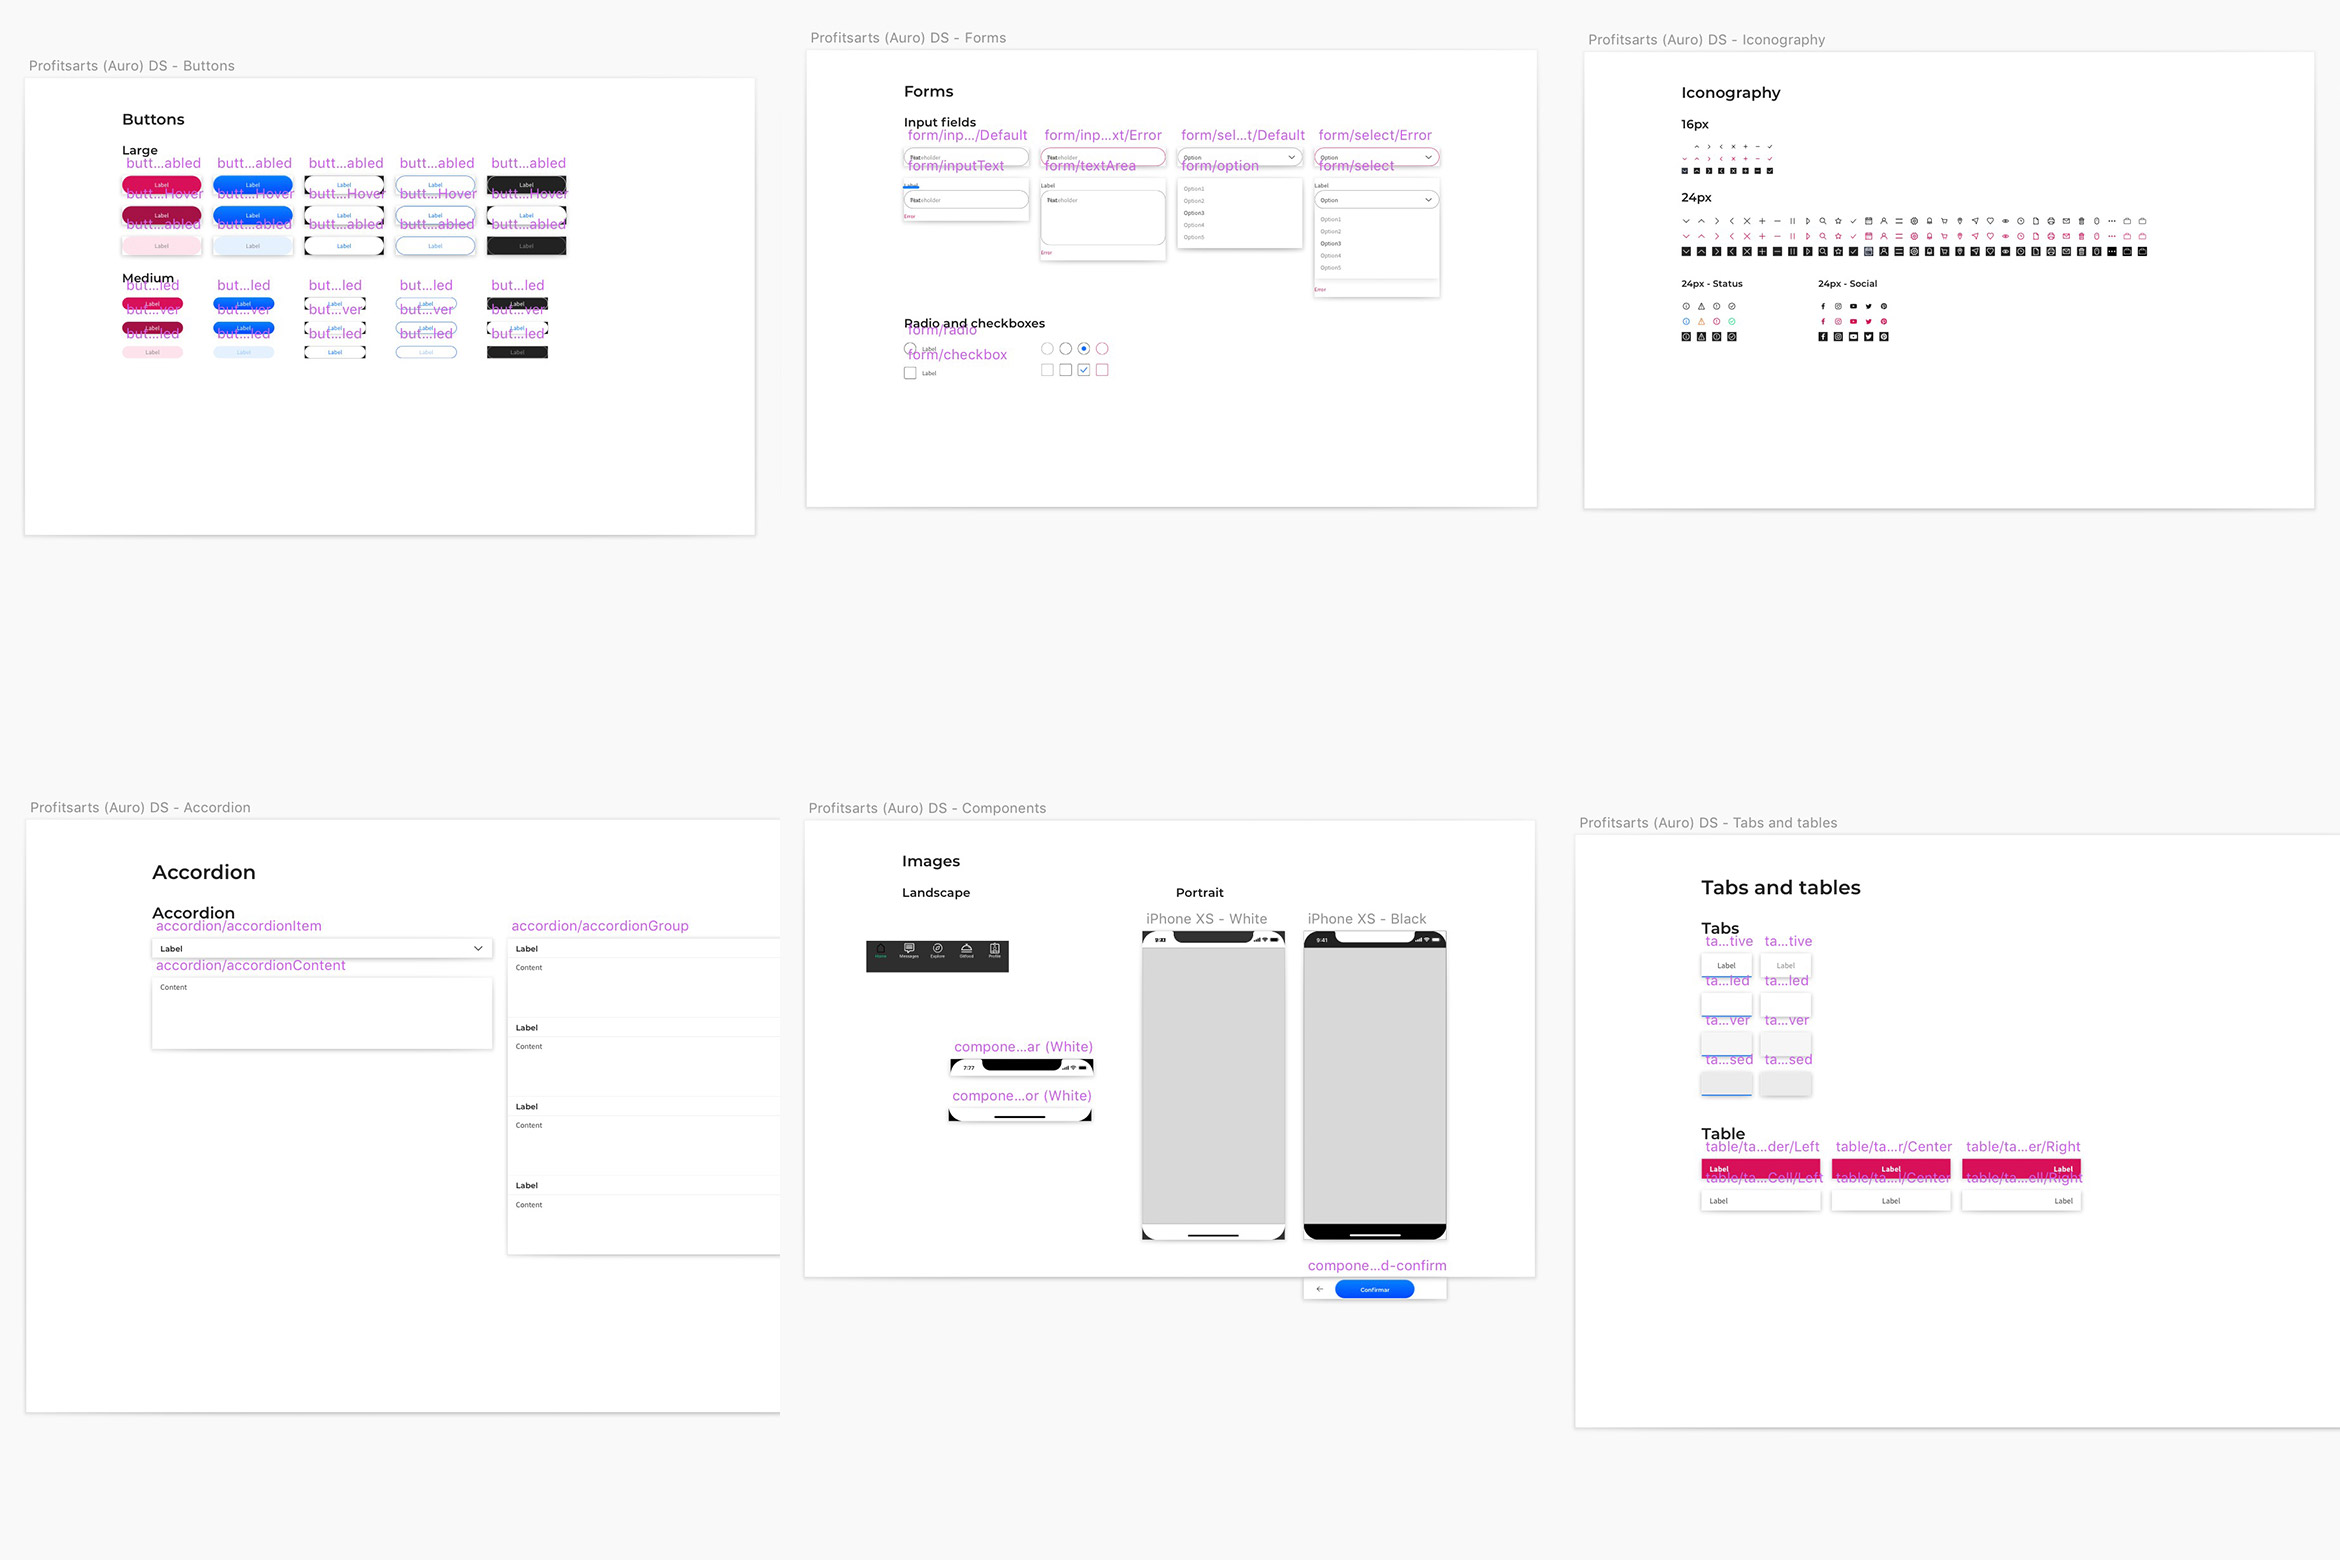 Profitsarts (Auro) DS - Buttons
Buttons
Large
butt...abled butt...abled butt...abled butt...abled butt...abled
Label Label Label Label Label
butt...Hover butt...Hover butt...Hover butt...Hover butt...Hover
Label Label Label Label Label
butt...abled butt...abled butt...abled butt...abled butt...abled
Label Label Label Label Label
Medium
but...led but...led but...led but...led but...led
Label Label Label Label Label
but...ver but...ver but...ver but...ver but...ver
Label Label Label Label Label
but...led but...led but...led but...led but...led
Label Label Label Label Label
Profitsarts (Auro) DS - Forms
Forms
Input fields
form/inp.../Default form/inp...xt/Error form/sel...t/Default form/select/Error
Option Option
form/inputText form/textArea form/option form/select
Label Label Label
Option
Error
Error
Option1
Option2
Option3
Option4
Option5
Option1
Option2
Option3
Option4
Option5
Error
Radio and checkboxes
form/radio
Label
form/checkbox
Label
Profitsarts (Auro) DS - Iconography
Iconography
16px
24px
24px - Status 24px - Social
Profitsarts (Auro) DS - Accordion
Accordion
Accordion
accordion/accordionItem
Label
accordion/accordionContent
Content
accordion/accordionGroup
Label
Content
Label
Content
Label
Content
Label
Content
Profitsarts (Auro) DS - Components
Images
Landscape Portrait
Home Messages Explore Giftfood Profile
compone...ar (White)
7:77
compone...or (White)
iPhone XS - White iPhone XS - Black
9:41
compone...d-confirm
Confirmar
Profitsarts (Auro) DS - Tabs and tables
Tabs and tables
Tabs
ta...tive ta...tive
Label Label
ta...led ta...led
ta...ver ta...ver
ta...sed ta...sed
Table
table/ta...der/Left table/ta...r/Center table/ta...er/Right
Label Label Label
table/ta...Cell/Left table/ta...l/Center table/ta...ell/Right
Label Label Label